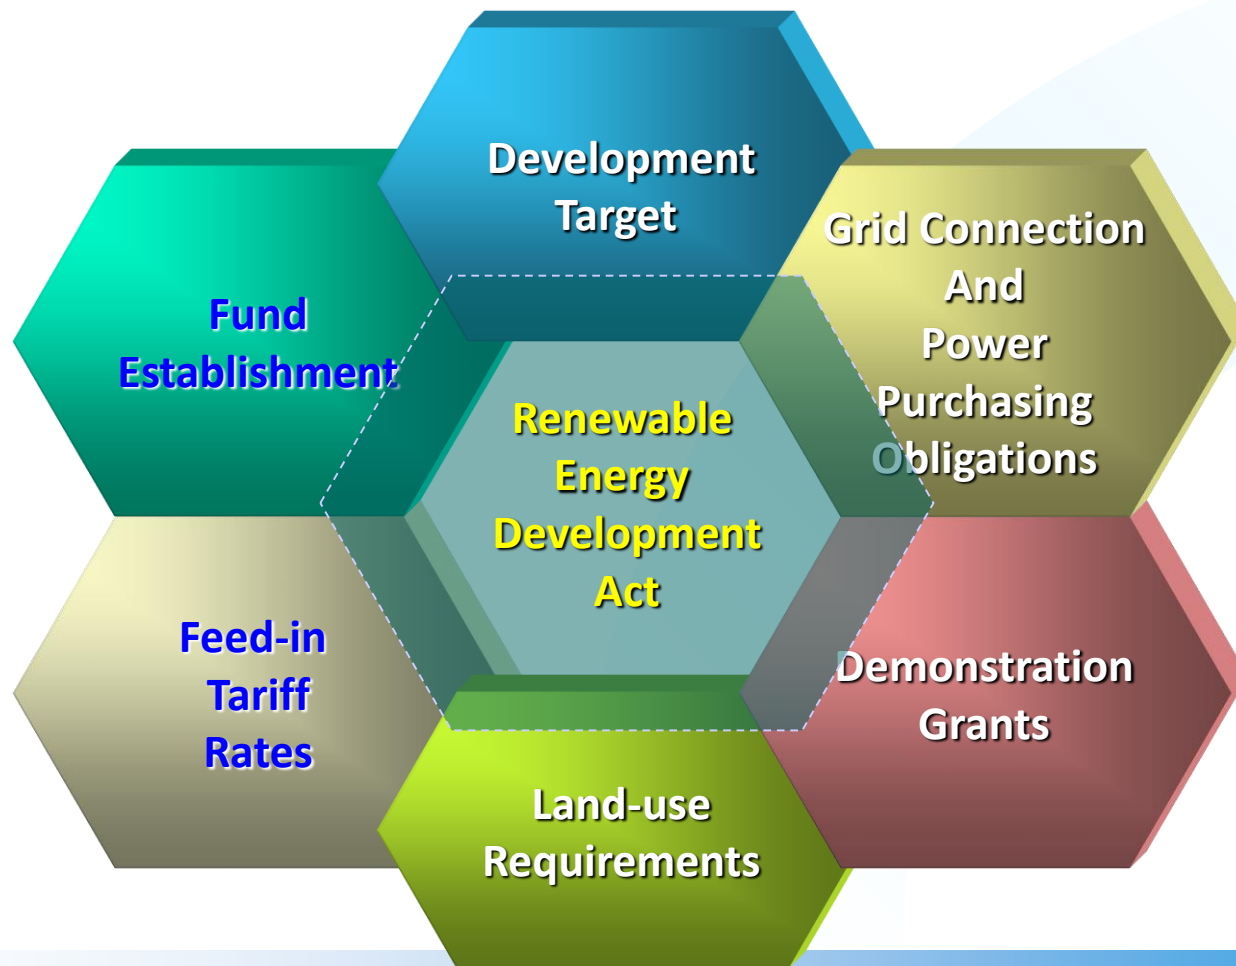 Development
Target
Grid Connection
And
Power
Purchasing
Obligations
Fund
Establishment
Renewable
Energy
Development
Act
Feed-in
Tariff
Rates
Demonstration
Grants
Land-use
Requirements